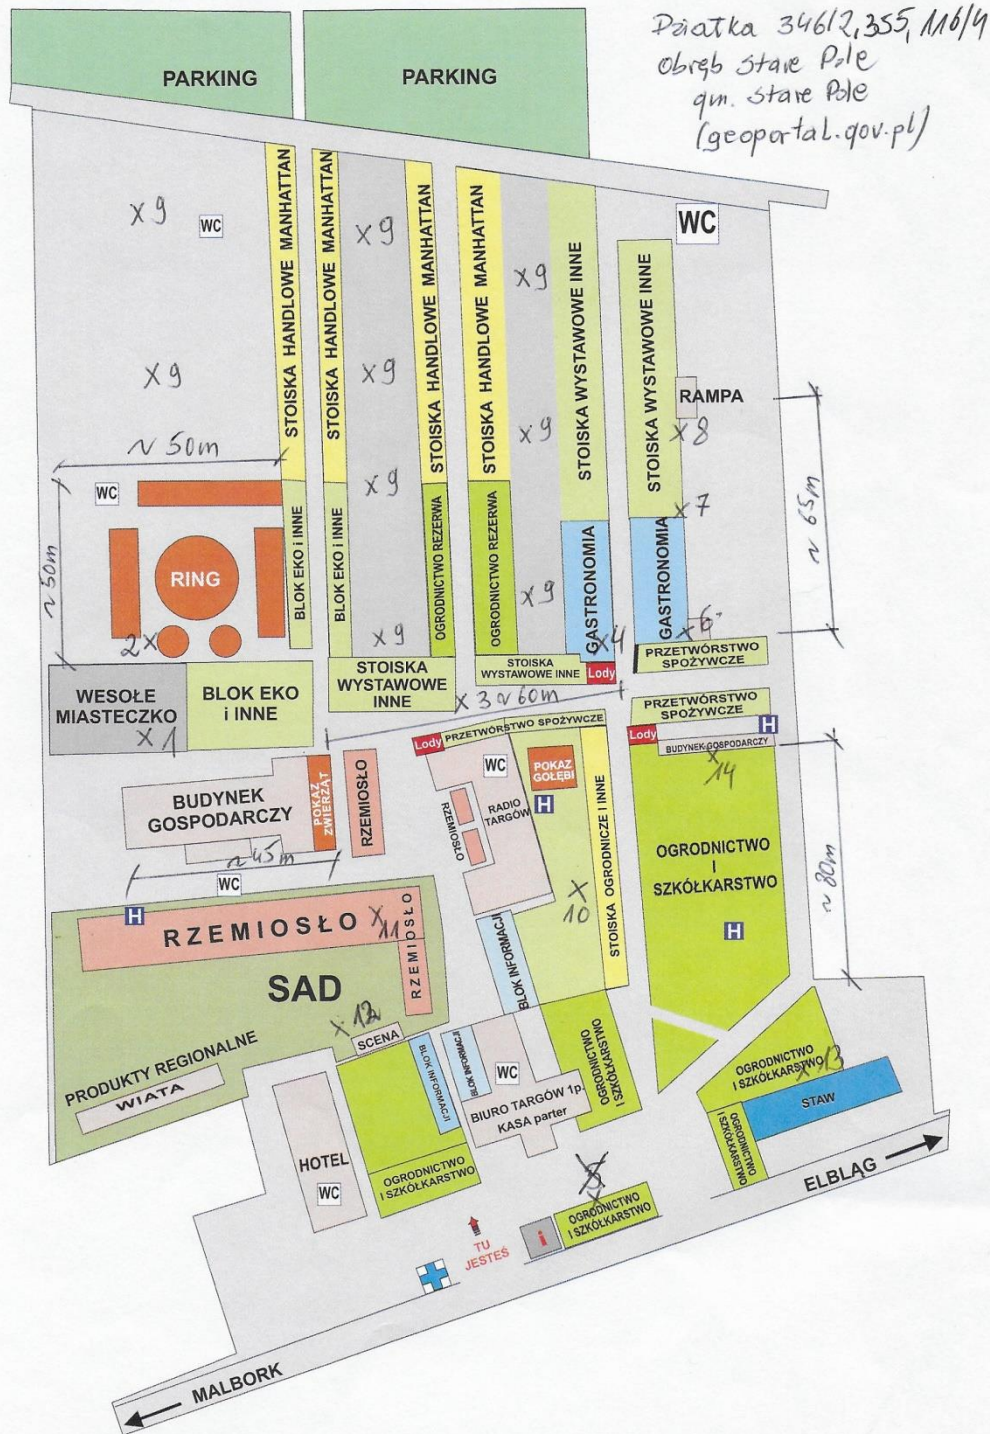 Działka 346/2, 355, 116/4
Obręb Stare Pole
gm. Stare Pole
(geoportal.gov.pl)
PARKING
PARKING
STOISKA HANDLOWE MANHATTAN
STOISKA HANDLOWE MANHATTAN
STOISKA HANDLOWE MANHATTAN
STOISKA HANDLOWE MANHATTAN
STOISKA WYSTAWOWE INNE
STOISKA WYSTAWOWE INNE
WC
WC
x 9
x 9
x 9
x 9
x 9
x 9
x 9
x 9
x 9
RAMPA
x 8
x 7
~ 65m
~ 50m
~ 50m
WC
RING
2 x
BLOK EKO i INNE
BLOK EKO i INNE
OGRODNICTWO REZERWA
OGRODNICTWO REZERWA
GASTRONOMIA
GASTRONOMIA
x 4
x 6
PRZETWÓRSTWO
SPOŻYWCZE
WESOŁE
MIASTECZKO
x 1
BLOK EKO
i INNE
STOISKA
WYSTAWOWE
INNE
STOISKA
WYSTAWOWE INNE
Lody
x 3 ~ 60m
PRZETWÓRSTWO
SPOŻYWCZE
Lody
BUDYNEK GOSPODARCZY
H
x
14
Lody
PRZETWÓRSTWO SPOŻYWCZE
WC
POKAZ
GOŁĘBI
H
RADIO
TARGÓW
RZEMIOSŁO
STOISKA OGRODNICZE I INNE
BUDYNEK
GOSPODARCZY
POKAZ
ZWIERZĄT
RZEMIOSŁO
~ 45m
WC
OGRODNICTWO
I
SZKÓŁKARSTWO
H
~ 80m
x
10
H
RZEMIOSŁO
x
11
RZEMIOSŁO
SAD
BLOK INFORMACJI
x 12
SCENA
PRODUKTY REGIONALNE
WIATA
BLOK INFORMACJI
BLOK INFORMACJI
WC
BIURO TARGÓW 1p.
KASA parter
OGRODNICTWO
I SZKÓŁKARSTWO
OGRODNICTWO
I SZKÓŁKARSTWO
x 13
STAW
OGRODNICTWO
I SZKÓŁKARSTWO
HOTEL
WC
OGRODNICTWO
I SZKÓŁKARSTWO
x
OGRODNICTWO
I SZKÓŁKARSTWO
i
TU
JESTEŚ
ELBLĄG
MALBORK